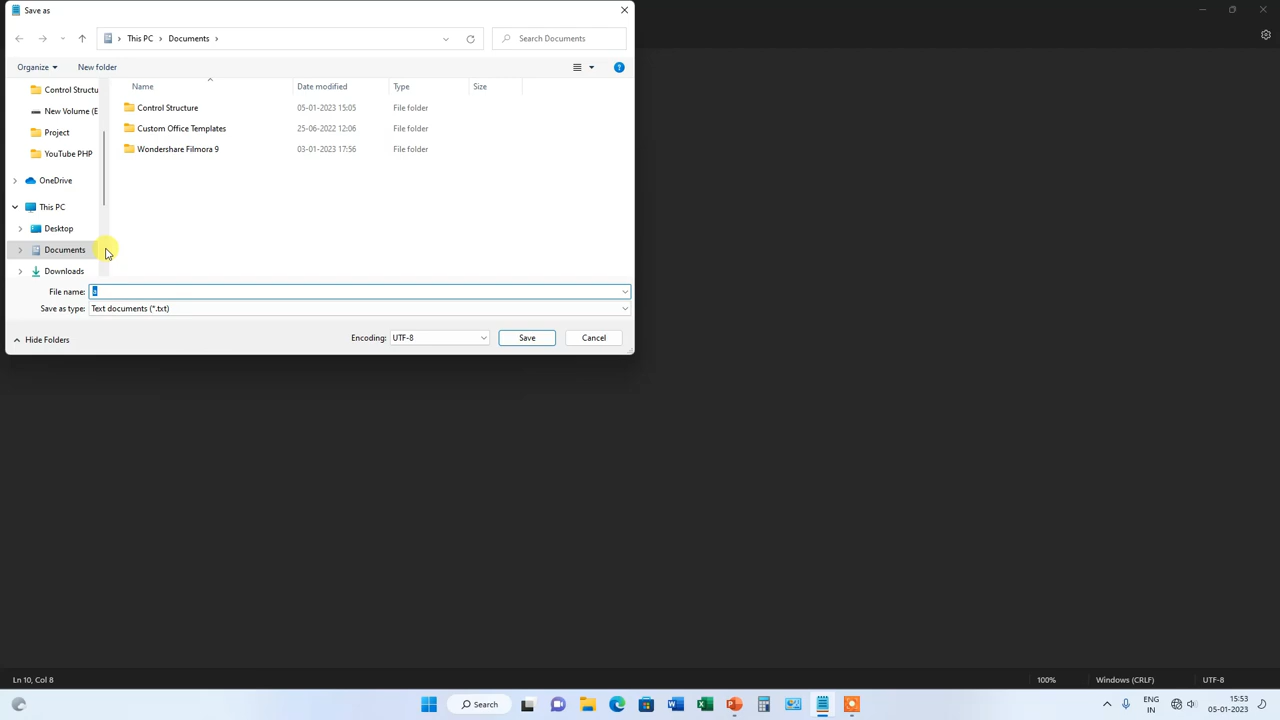 Save as
This PC > Documents >
Search Documents
Organize
New folder
Name
Date modified
Type
Size
Control Structu
New Volume (E
Project
YouTube PHP
OneDrive
This PC
Desktop
Documents
Downloads
Control Structure 05-01-2023 15:05 File folder
Custom Office Templates 25-06-2022 12:06 File folder
Wondershare Filmora 9 03-01-2023 17:56 File folder
File name:
Save as type: Text documents (*.txt)
Hide Folders
Encoding: UTF-8
Save
Cancel
Ln 10, Col 8
100%
Windows (CRLF)
UTF-8
Search
ENG
IN
15:53
05-01-2023